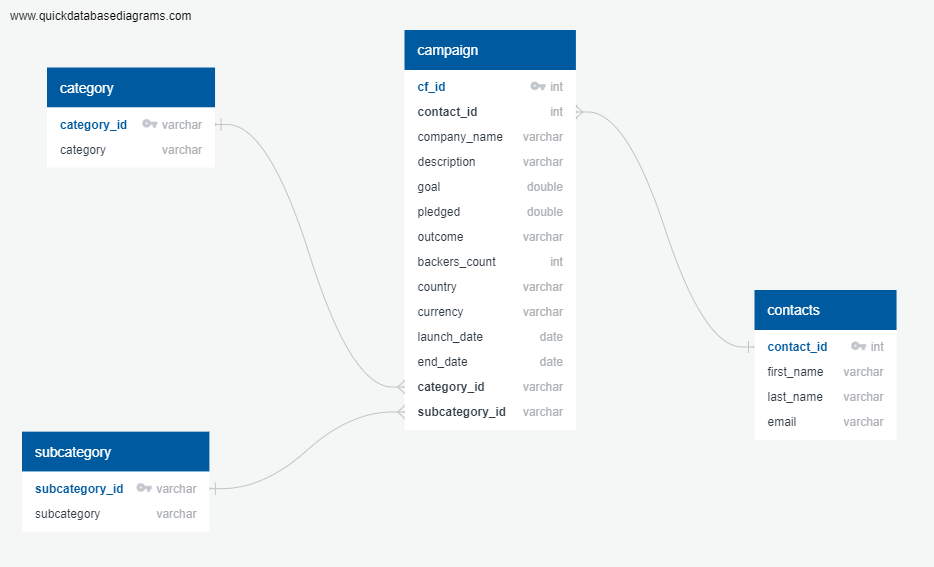 www.quickdatabasediagrams.com
category
category_id varchar
category varchar
campaign
cf_id int
contact_id int
company_name varchar
description varchar
goal double
pledged double
outcome varchar
backers_count int
country varchar
currency varchar
launch_date date
end_date date
category_id varchar
subcategory_id varchar
contacts
contact_id int
first_name varchar
last_name varchar
email varchar
subcategory
subcategory_id varchar
subcategory varchar